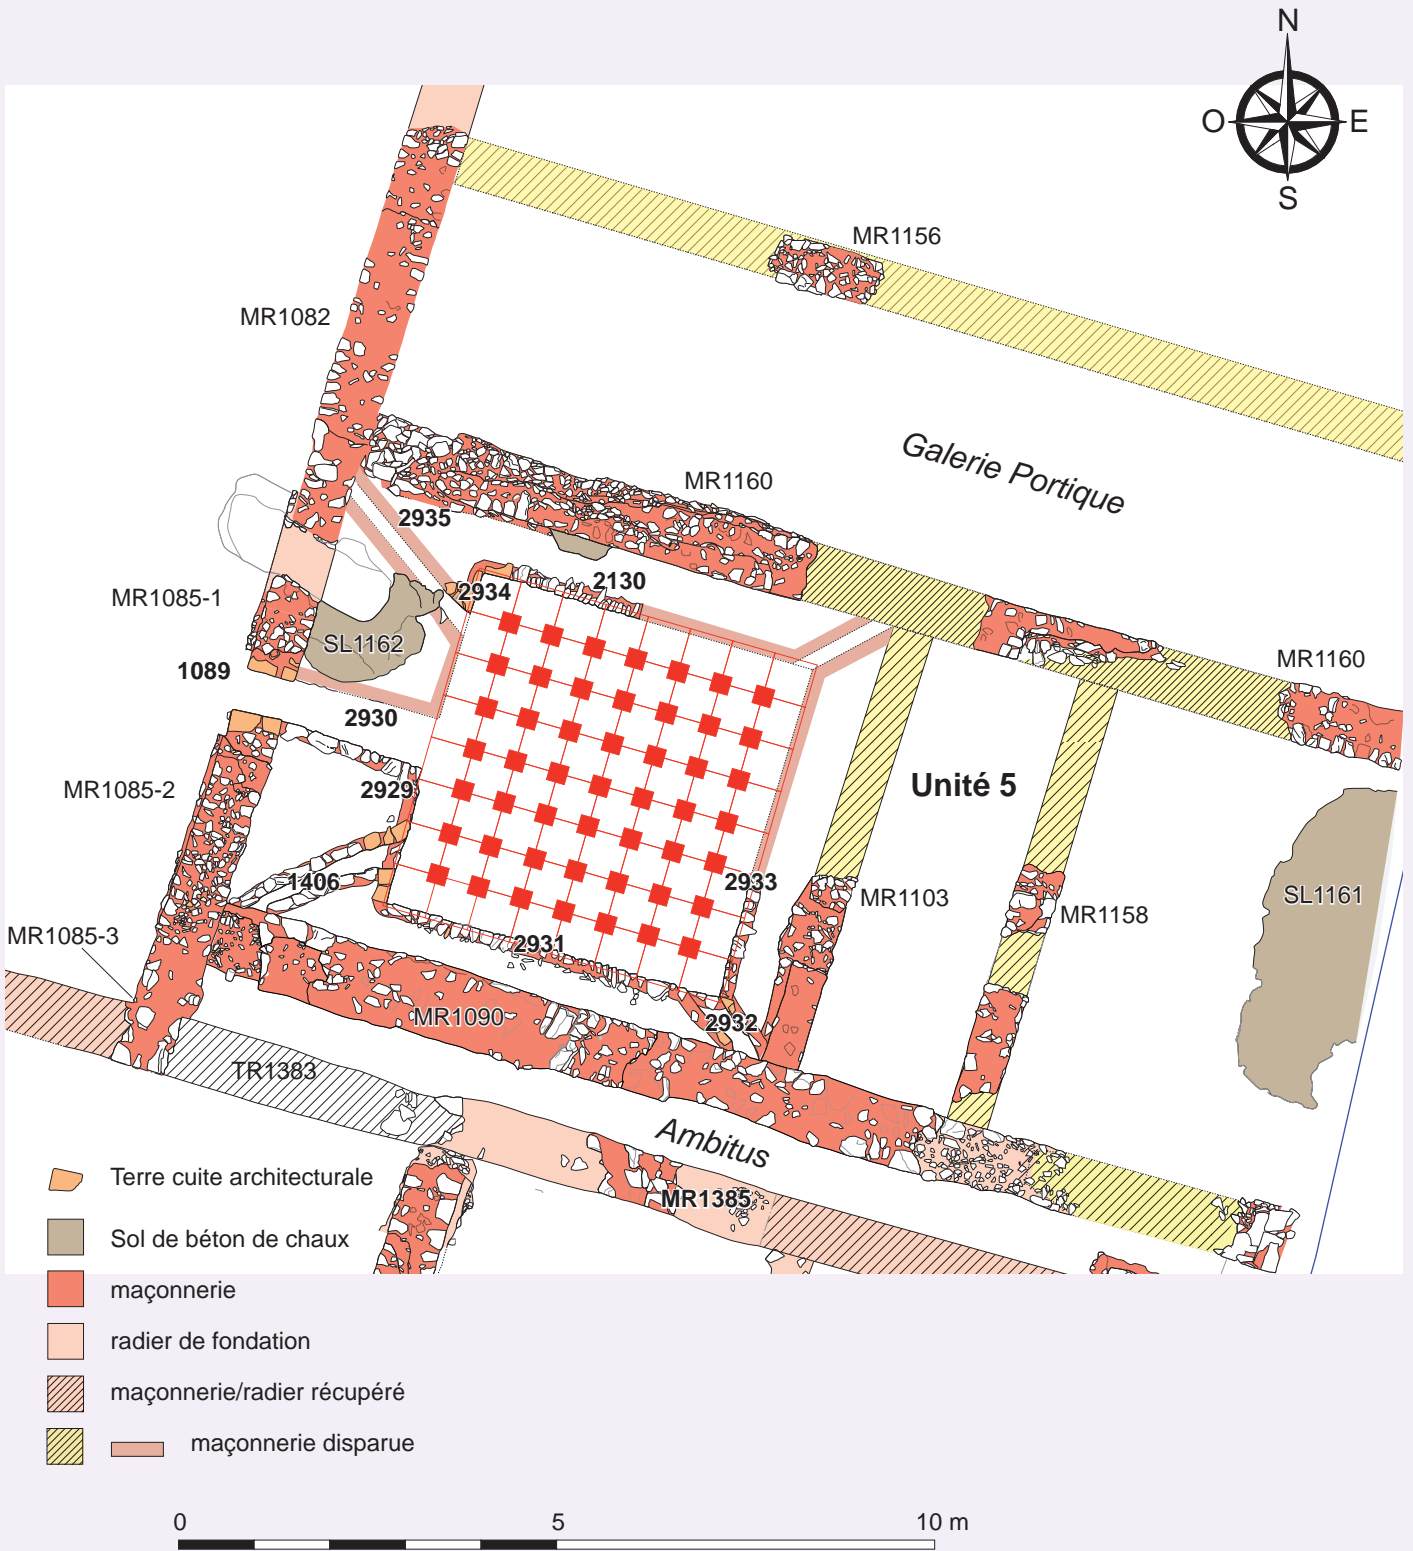 N
O
E
S
MR1156
MR1082
Galerie Portique
MR1160
2935
2934
2130
MR1085-1
SL1162
MR1160
1089
2930
MR1085-2
2929
Unité 5
1406
2933
MR1103
SL1161
MR1158
MR1085-3
2931
MR1090
2932
TR1383
Ambitus
MR1385
Terre cuite architecturale
Sol de béton de chaux
maçonnerie
radier de fondation
maçonnerie/radier récupéré
maçonnerie disparue
0 5 10 m